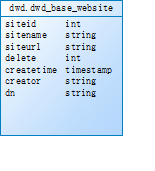 dwd.dwd_base_website
siteid int
sitename string
siteurl string
delete int
createtime timestamp
creator string
dn string